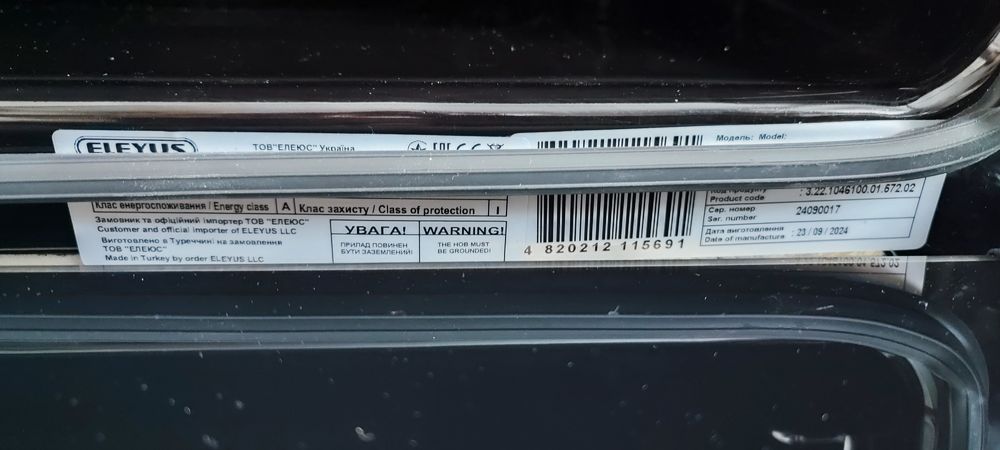 ELEYUS
ТОВ"ЕЛЕЮС" Україна
Модель: Model:
Код продукту
Product code
: 3.22.1046100.01.672.02
Клас енергоспоживання / Energy class A Клас захисту / Class of protection I
Замовник та офіційний імпортер ТОВ "ЕЛЕЮС"
Customer and official importer of ELEYUS LLC
Виготовлено в Туреччині на замовлення
ТОВ "ЕЛЕЮС"
Made in Turkey by order ELEYUS LLC
УВАГА!
ПРИЛАД ПОВИНЕН
БУТИ ЗАЗЕМЛЕНИЙ!
WARNING!
THE HOB MUST
BE GROUNDED!
4 820212 115691
Сер. номер
Ser. number
24090017
Дата виготовлення
Date of manufacture
: 23 / 09 / 2024